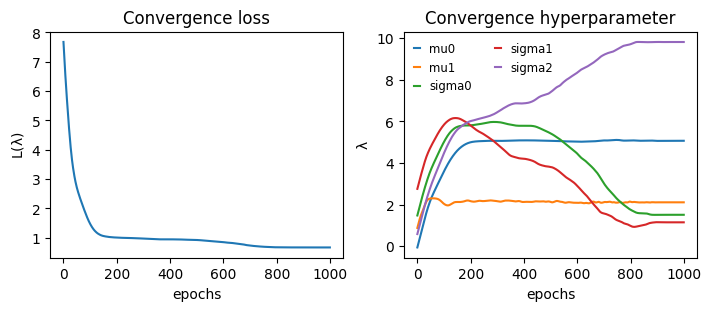 Convergence loss
8
7
6
5
4
3
2
1
L(λ)
0 200 400 600 800 1000
epochs
Convergence hyperparameter
10
8
6
4
2
0
λ
mu0 sigma1
mu1 sigma2
sigma0
0 200 400 600 800 1000
epochs